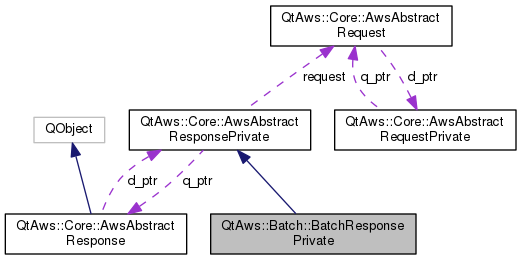 QtAws::Core::AwsAbstract
Request
request
q_ptr
d_ptr
QObject
QtAws::Core::AwsAbstract
ResponsePrivate
QtAws::Core::AwsAbstract
RequestPrivate
d_ptr
q_ptr
QtAws::Core::AwsAbstract
Response
QtAws::Batch::BatchResponse
Private